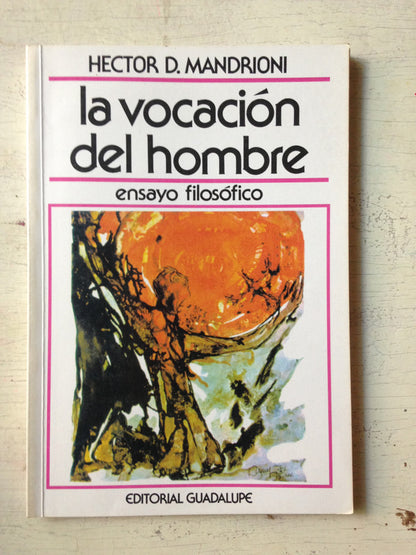 HECTOR D. MANDRIONI
la vocación
del hombre
ensayo filosófico
EDITORIAL GUADALUPE